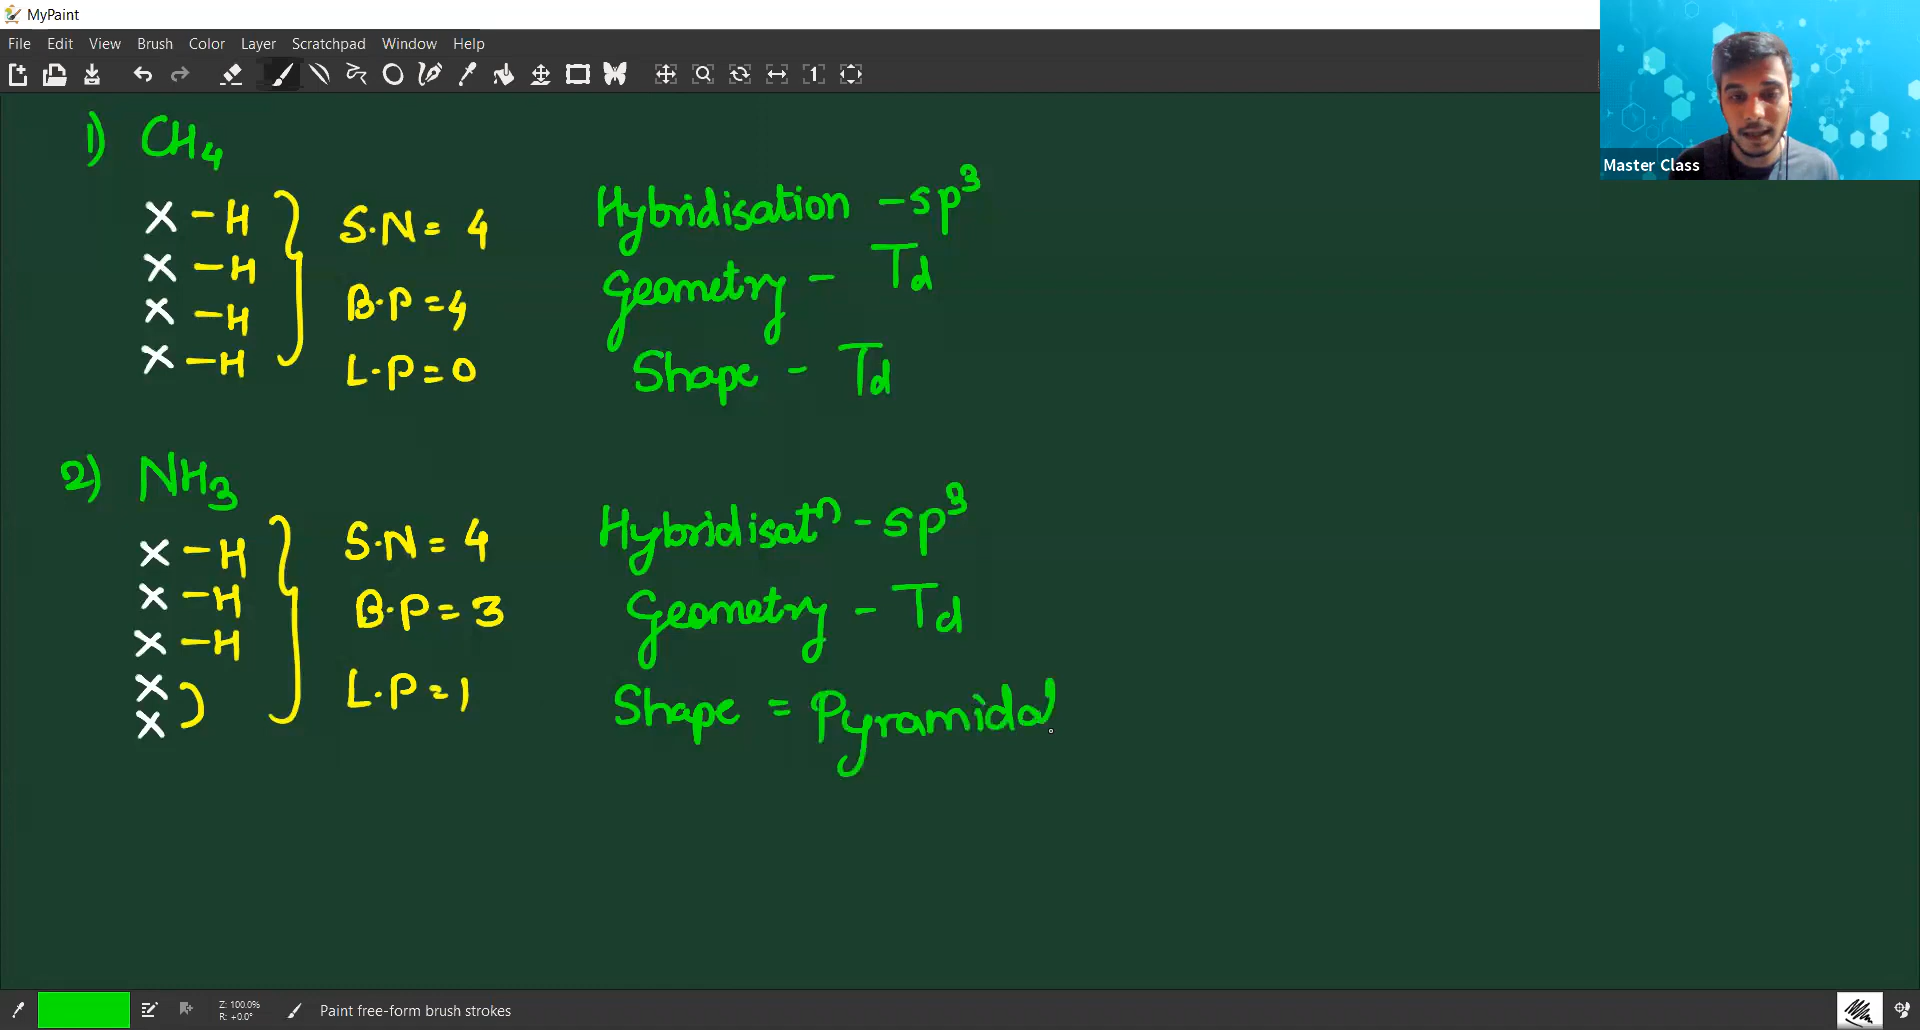 MyPaint
File Edit View Brush Color Layer Scratchpad Window Help
Master Class
1) CH4
X - H
X - H
X - H
X - H
S.N = 4
B.P = 4
L.P = 0
Hybridisation - sp³
Geometry - Td
Shape - Td
2) NH3
X - H
X - H
X - H
X
X
S.N = 4
B.P = 3
L.P = 1
Hybridisatⁿ - sp³
Geometry - Td
Shape = Pyramidal
Z: 100.0%
R: +0.0°
Paint free-form brush strokes